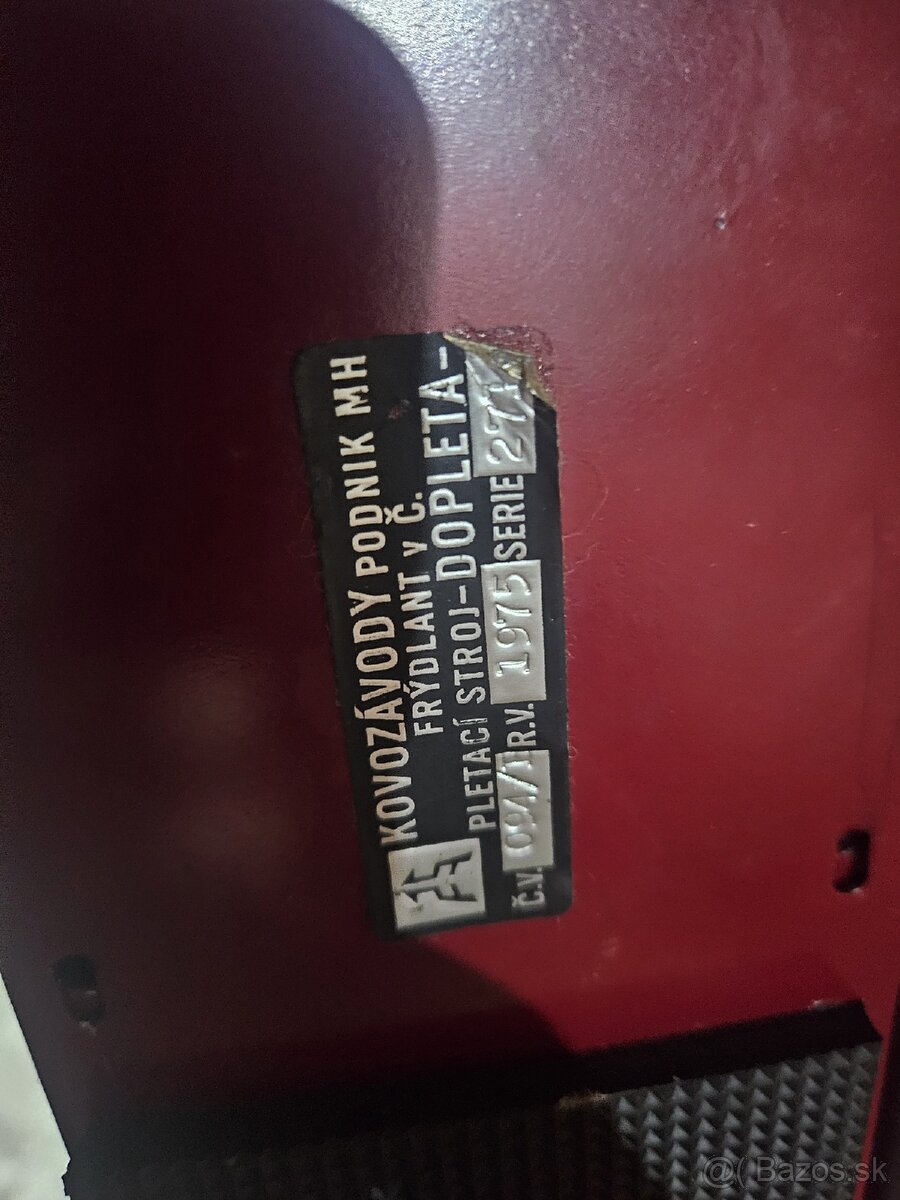 KOVOZÁVODY PODNIK MH
FRÝDLANT v Č.
PLETACÍ STROJ-DOPLETA-
Č.V. 094/1 R.V. 1975 SERIE
@( Bazos.sk